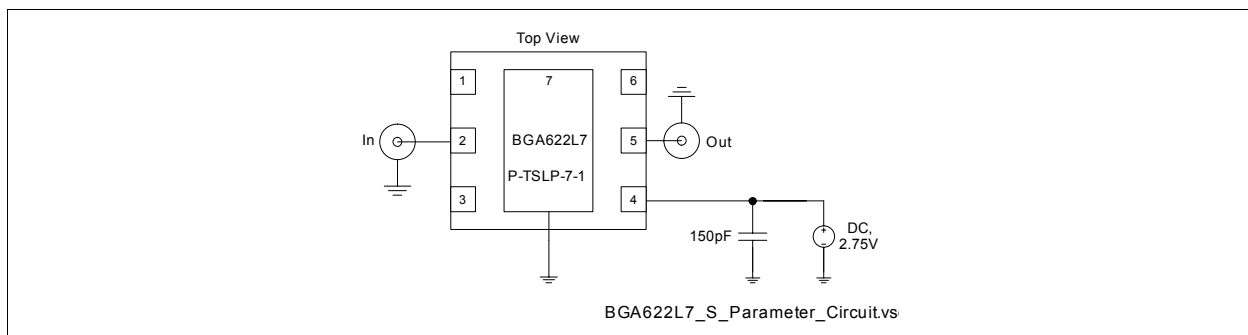 Top View
1
7
6
In
2
BGA622L7
5
Out
P-TSLP-7-1
3
4
150pF
+
-
DC,
2.75V
BGA622L7_S_Parameter_Circuit.vs